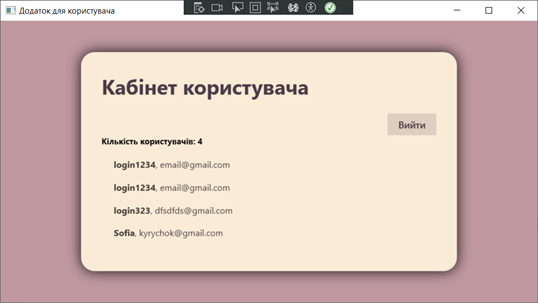 Додаток для користувача
Кабінет користувача
Вийти
Кількість користувачів: 4
login1234, email@gmail.com
login1234, email@gmail.com
login323, dfsdfds@gmail.com
Sofia, kyrychok@gmail.com